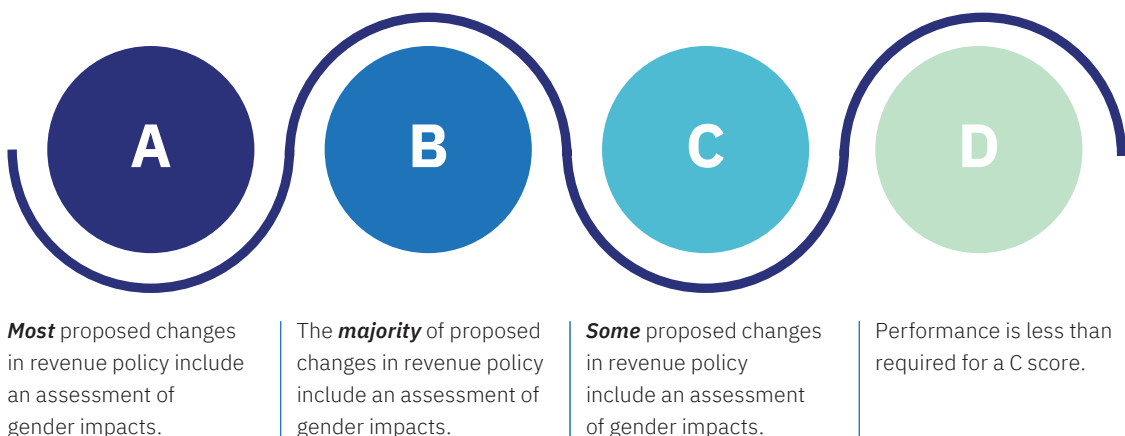 A
B
C
D
Most proposed changes
in revenue policy include
an assessment of
gender impacts.
The majority of proposed
changes in revenue policy
include an assessment of
gender impacts.
Some proposed changes
in revenue policy
include an assessment
of gender impacts.
Performance is less than
required for a C score.